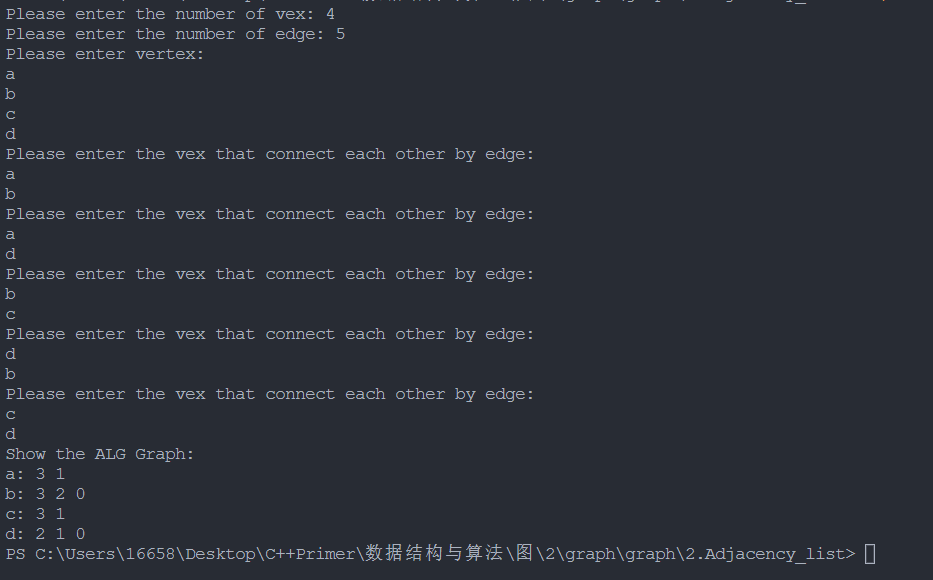 Please enter the number of vex: 4
Please enter the number of edge: 5
Please enter vertex:
a
b
c
d
Please enter the vex that connect each other by edge:
a
b
Please enter the vex that connect each other by edge:
a
d
Please enter the vex that connect each other by edge:
b
c
Please enter the vex that connect each other by edge:
d
b
Please enter the vex that connect each other by edge:
c
d
Show the ALG Graph:
a: 3 1
b: 3 2 0
c: 3 1
d: 2 1 0
PS C:\Users\16658\Desktop\C++Primer\数据结构与算法\图\2\graph\graph\2.Adjacency_list>